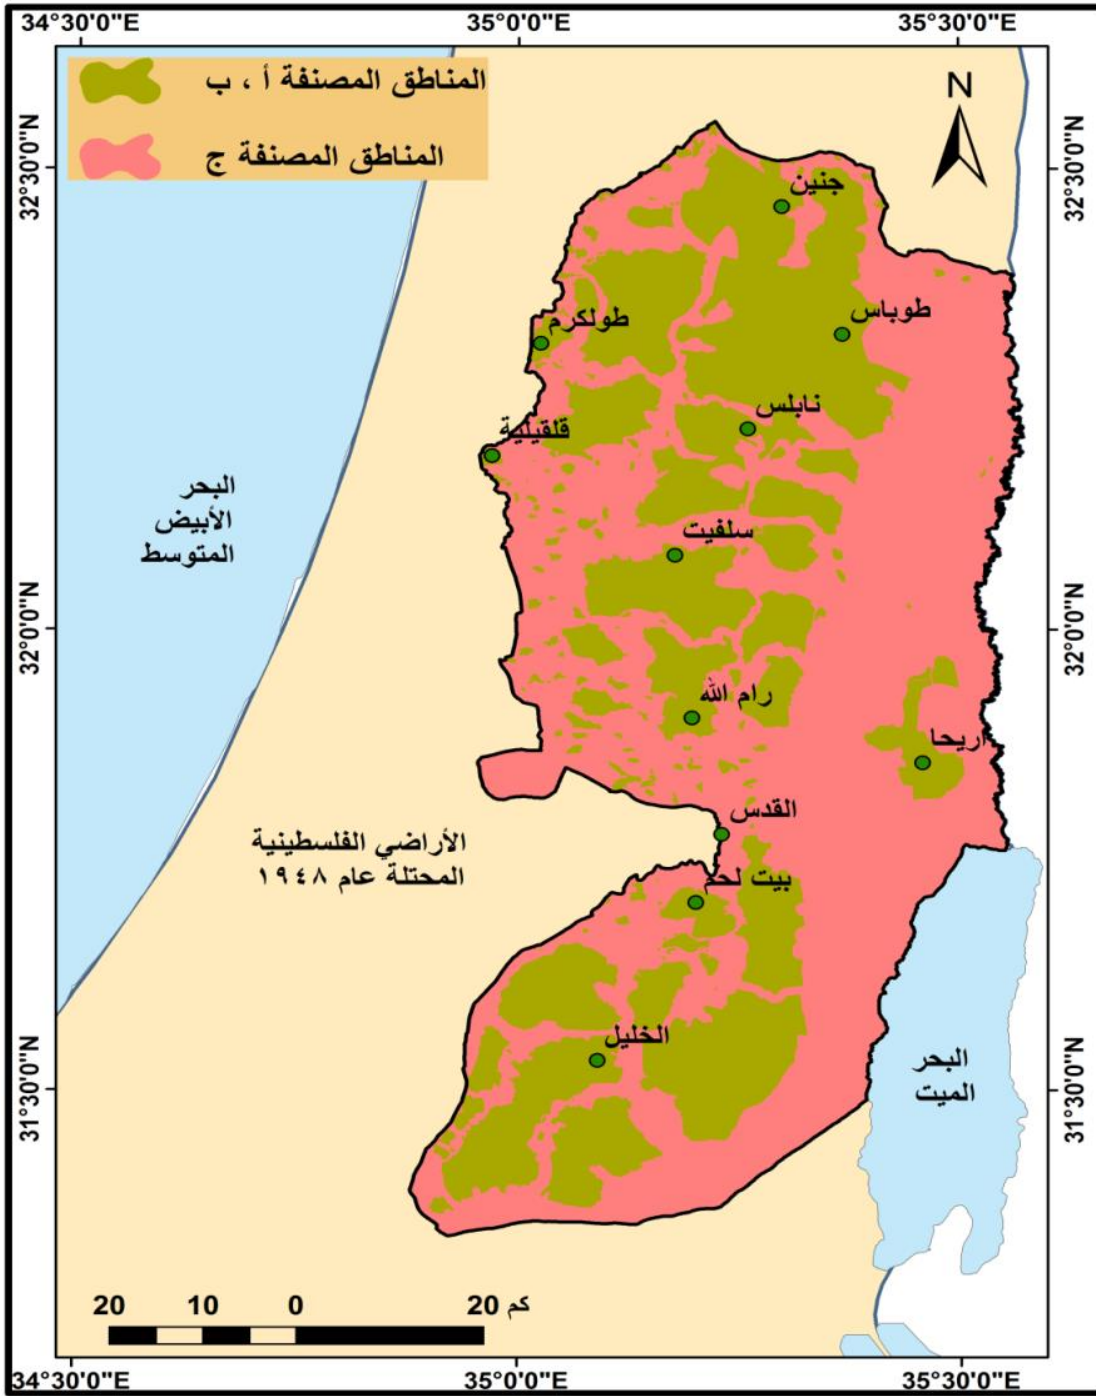 34°30'0"E 35°0'0"E 35°30'0"E
المناطق المصنفة أ ، ب
المناطق المصنفة ج
N
32°30'0"N
32°30'0"N
جنين
طوباس
طولكرم
نابلس
قلقيلية
البحر
الأبيض
المتوسط
سلفيت
32°0'0"N
32°0'0"N
رام الله
اريحا
القدس
الأراضي الفلسطينية
المحتلة عام ١٩٤٨
بيت لحم
الخليل
البحر
الميت
31°30'0"N
31°30'0"N
20 10 0 20 كم
34°30'0"E 35°0'0"E 35°30'0"E